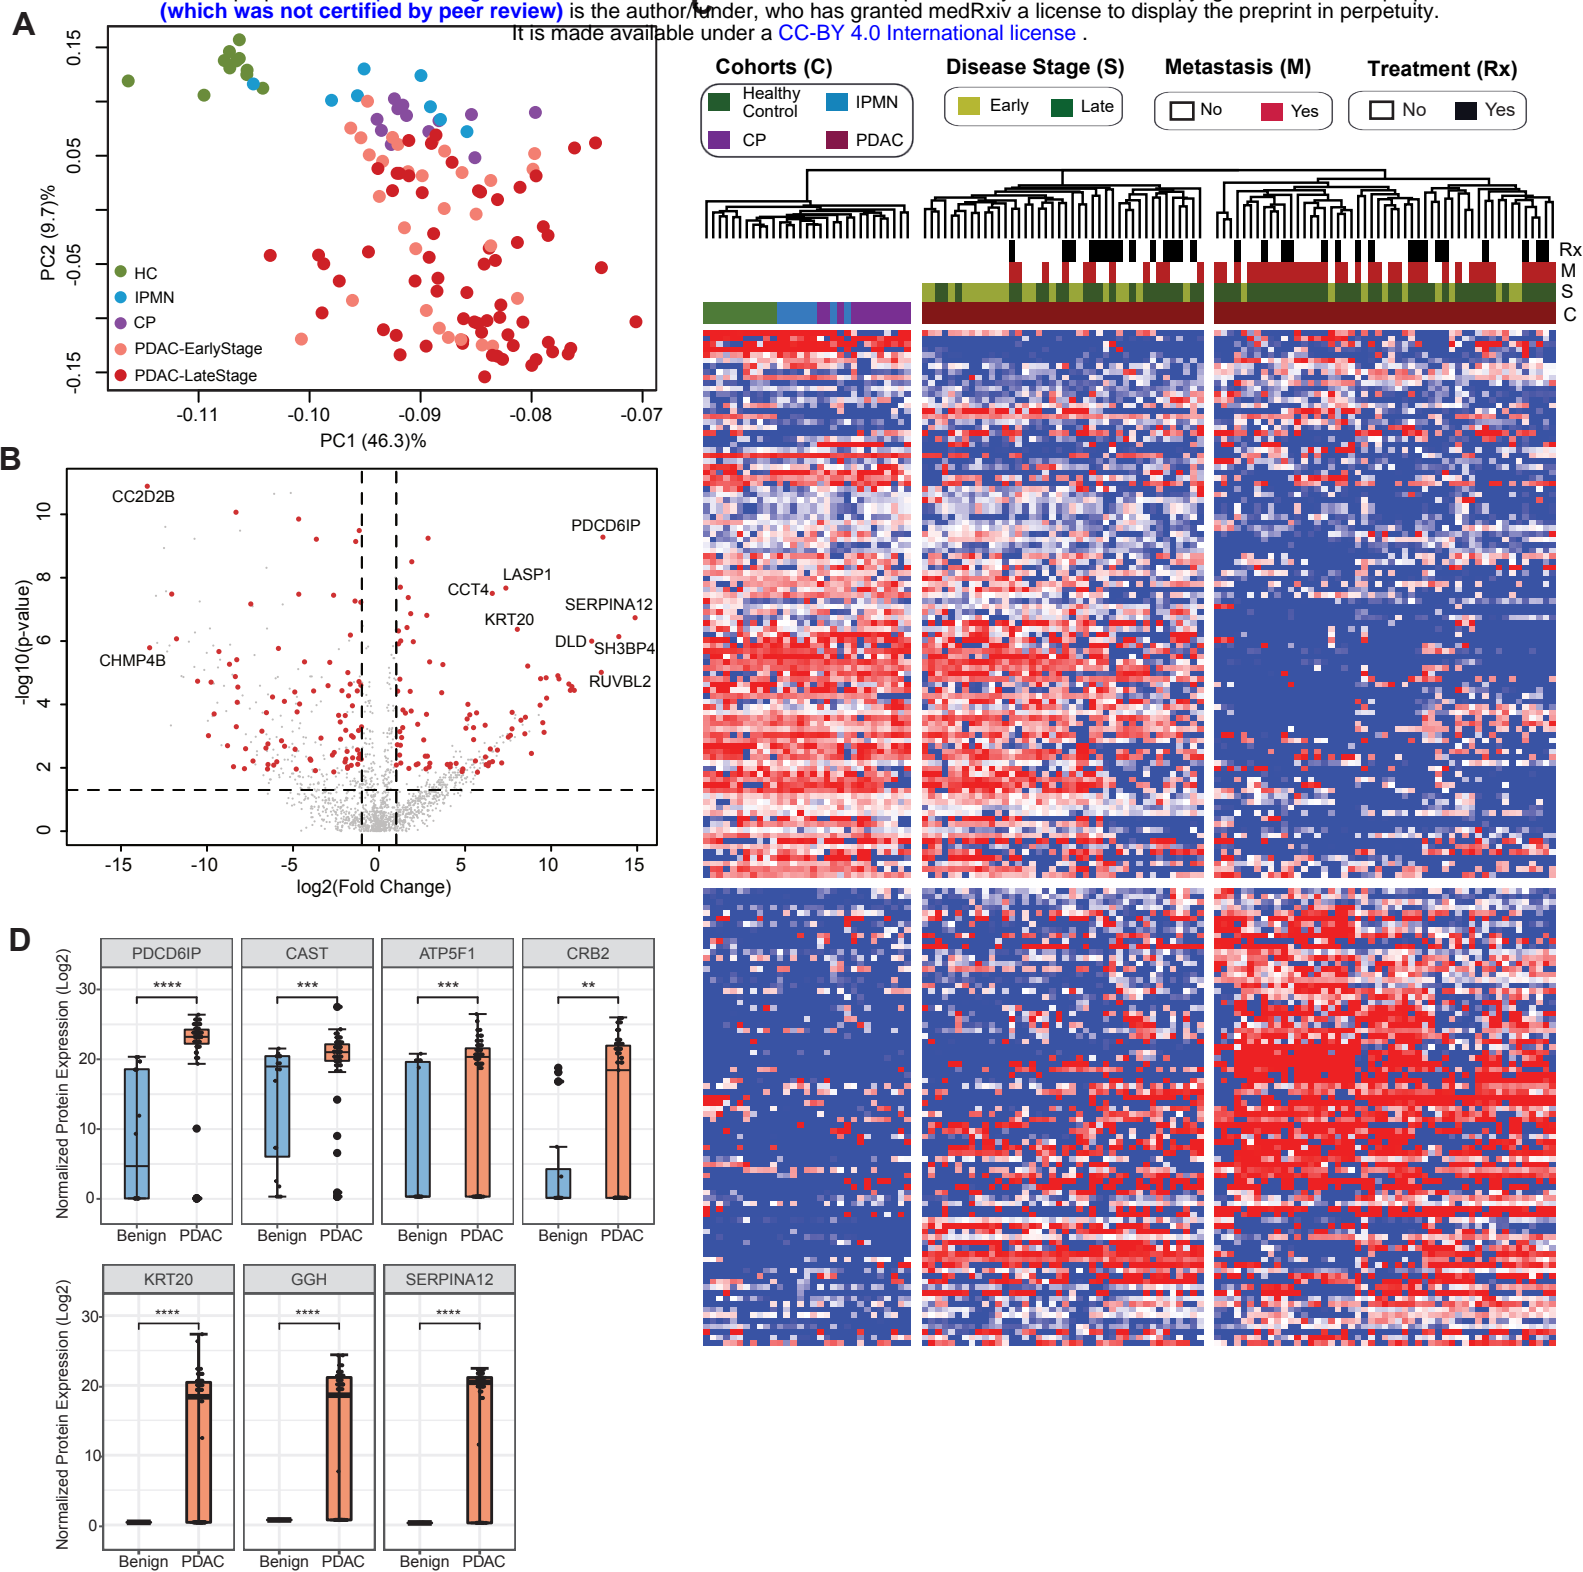 (which was not certified by peer review) is the author/funder, who has granted medRxiv a license to display the preprint in perpetuity.
It is made available under a CC-BY 4.0 International license .
A
0.15
0.05
-0.05
-0.15
PC2 (9.7)%
HC
IPMN
CP
PDAC-EarlyStage
PDAC-LateStage
-0.11
-0.10
-0.09
-0.08
-0.07
PC1 (46.3)%
B
CC2D2B
PDCD6IP
LASP1
CCT4
SERPINA12
KRT20
DLD
SH3BP4
CHMP4B
RUVBL2
10
8
6
4
2
0
-log10(p-value)
-15
-10
-5
0
5
10
15
log2(Fold Change)
Cohorts (C)
Healthy
Control
IPMN
CP
PDAC
Disease Stage (S)
Early
Late
Metastasis (M)
No
Yes
Treatment (Rx)
No
Yes
Rx
M
S
C
D
PDCD6IP
CAST
ATP5F1
CRB2
****
***
***
**
30
20
10
0
Normalized Protein Expression (Log2)
Benign PDAC
Benign PDAC
Benign PDAC
Benign PDAC
KRT20
GGH
SERPINA12
****
****
****
30
20
10
0
Normalized Protein Expression (Log2)
Benign PDAC
Benign PDAC
Benign PDAC